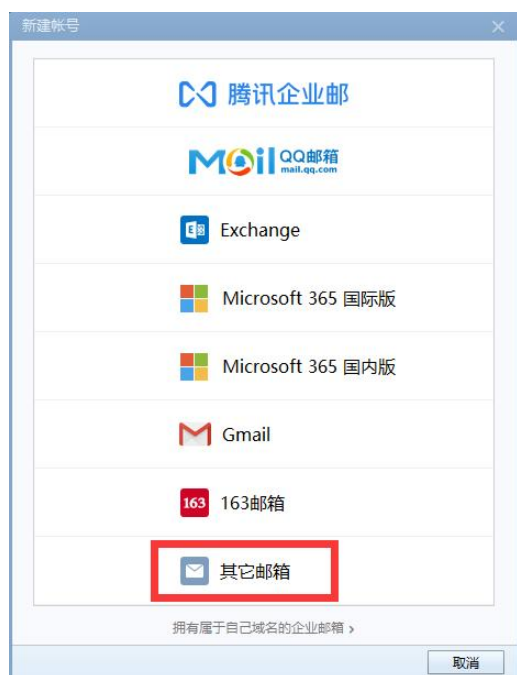 新建帐号
腾讯企业邮
Mail QQ邮箱
mail.qq.com
Exchange
Microsoft 365 国际版
Microsoft 365 国内版
Gmail
163 163邮箱
其它邮箱
拥有属于自己域名的企业邮箱 ›
取消